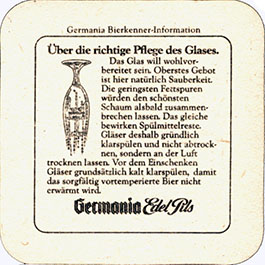 Germania Bierkenner-Information
Über die richtige Pflege des Glases.
Das Glas will wohlvor-
bereitet sein. Oberstes Gebot
ist hier natürlich Sauberkeit.
Die geringsten Fettspuren
würden den schönsten
Schaum alsbald zusammen-
brechen lassen. Das gleiche
bewirken Spülmittelreste.
Gläser deshalb gründlich
klarspülen und nicht abtrock-
nen, sondern an der Luft
trocknen lassen. Vor dem Einschenken
Gläser grundsätzlich kalt klarspülen, damit
das sorgfältig vortemperierte Bier nicht
erwärmt wird.
Germania Edel Pils